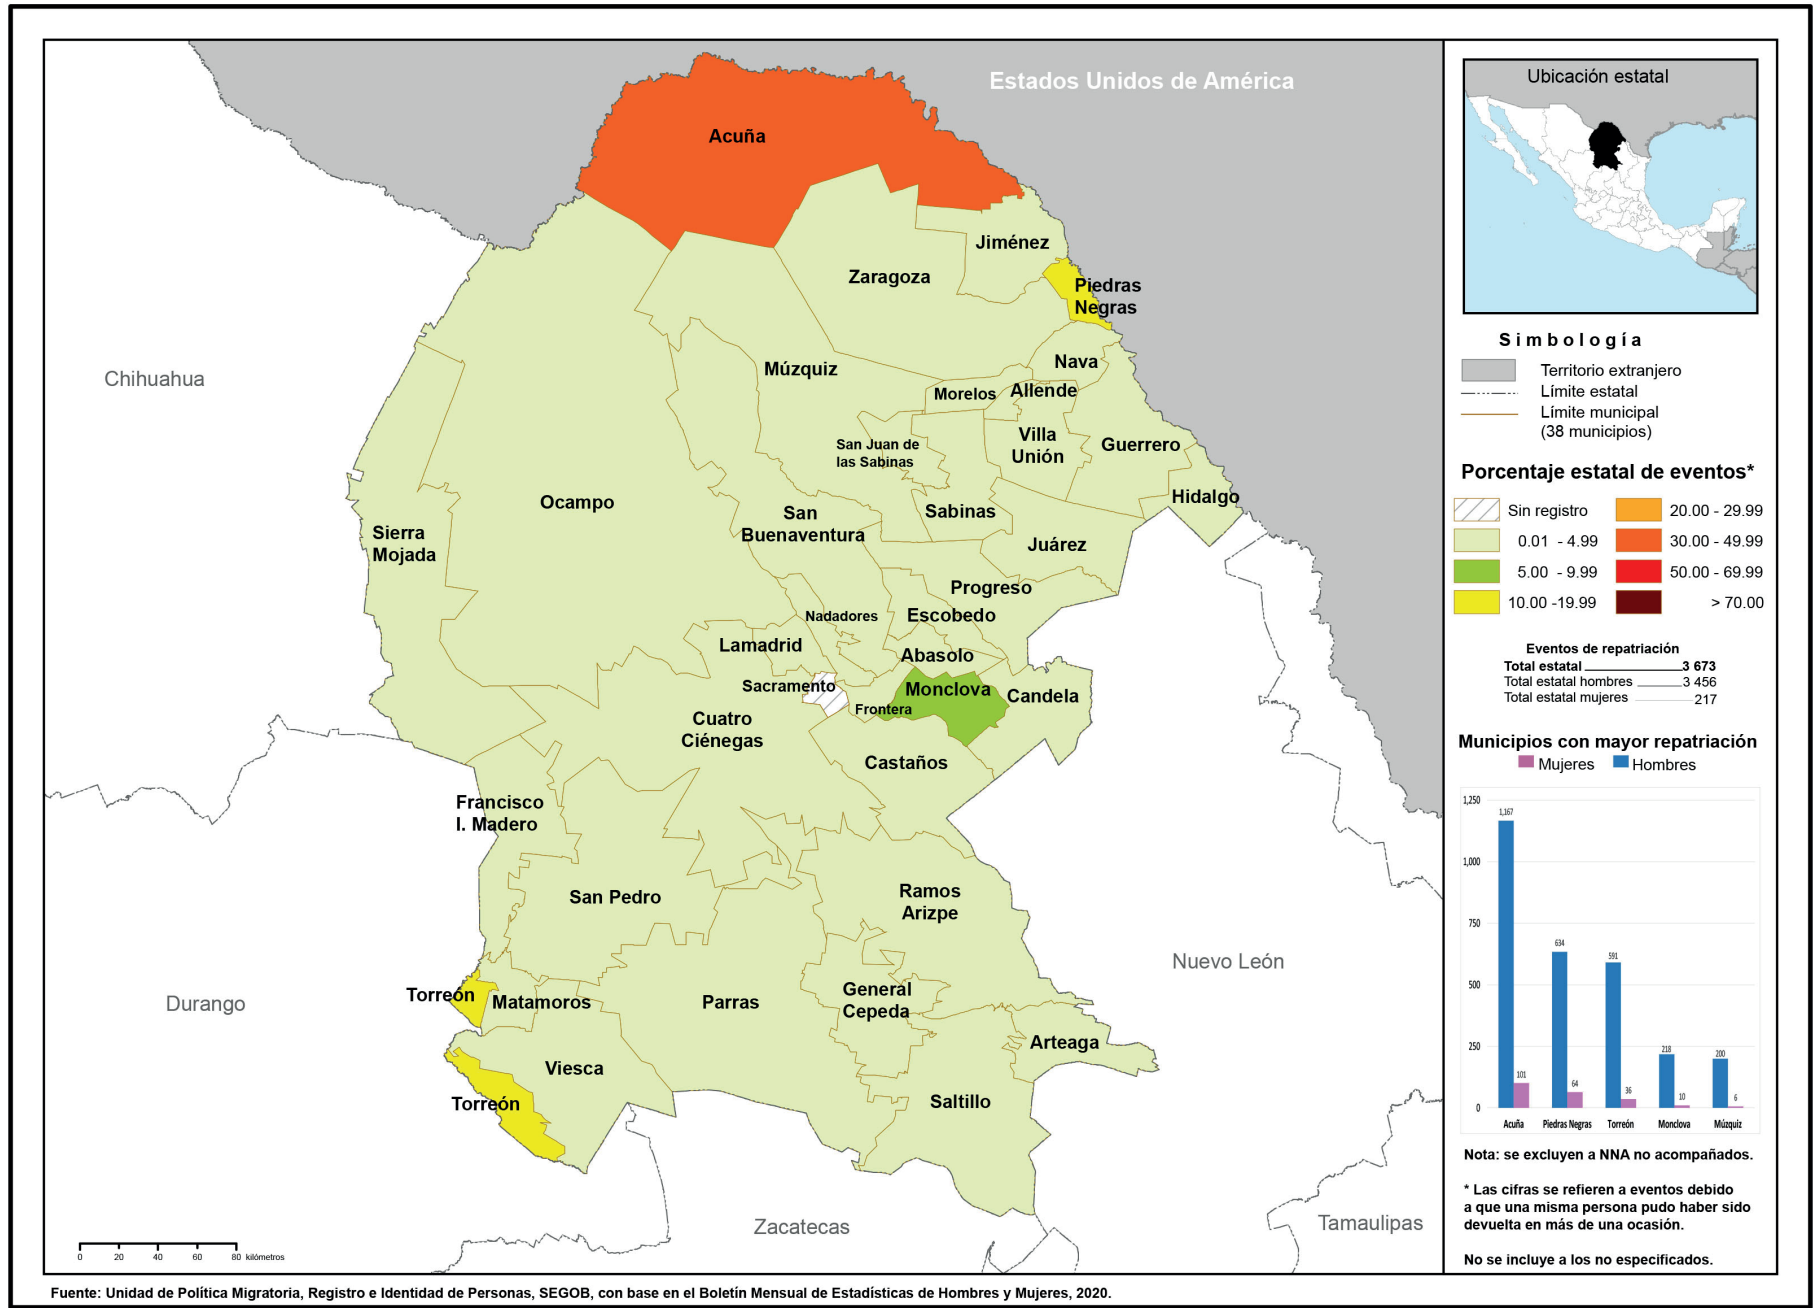 Estados Unidos de América
Acuña
Jiménez
Zaragoza
Piedras
Negras
Chihuahua
Múzquiz
Nava
Morelos
Allende
San Juan de
las Sabinas
Villa
Unión
Guerrero
Hidalgo
Ocampo
Sierra
Mojada
San
Buenaventura
Sabinas
Juárez
Progreso
Nadadores
Escobedo
Lamadrid
Abasolo
Sacramento
Monclova
Candela
Frontera
Cuatro
Ciénegas
Castaños
Francisco
I. Madero
San Pedro
Ramos
Arizpe
Nuevo León
Durango
Torreón
Matamoros
Parras
General
Cepeda
Arteaga
Viesca
Torreón
Saltillo
Zacatecas
Tamaulipas
0 20 40 60 80 kilómetros
Ubicación estatal
Simbología
Territorio extranjero
Límite estatal
Límite municipal
(38 municipios)
Porcentaje estatal de eventos*
Sin registro 20.00 - 29.99
0.01 - 4.99 30.00 - 49.99
5.00 - 9.99 50.00 - 69.99
10.00 -19.99 > 70.00
Eventos de repatriación
Total estatal 3 673
Total estatal hombres 3 456
Total estatal mujeres 217
Municipios con mayor repatriación
Mujeres Hombres
1,250
1,000
750
500
250
0
1,167
101
634
64
591
36
218
10
200
6
Acuña Piedras Negras Torreón Monclova Múzquiz
Nota: se excluyen a NNA no acompañados.
* Las cifras se refieren a eventos debido
a que una misma persona pudo haber sido
devuelta en más de una ocasión.
No se incluye a los no especificados.
Fuente: Unidad de Política Migratoria, Registro e Identidad de Personas, SEGOB, con base en el Boletín Mensual de Estadísticas de Hombres y Mujeres, 2020.